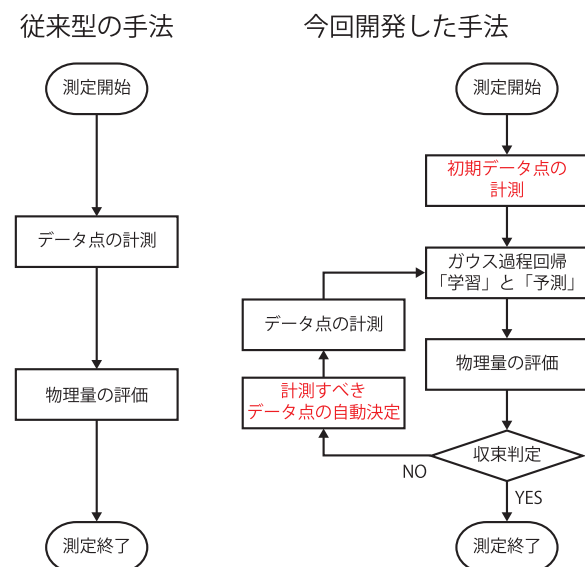 従来型の手法
測定開始
データ点の計測
物理量の評価
測定終了
今回開発した手法
測定開始
初期データ点の
計測
ガウス過程回帰
「学習」と「予測」
物理量の評価
収束判定
NO
YES
計測すべき
データ点の自動決定
データ点の計測
測定終了